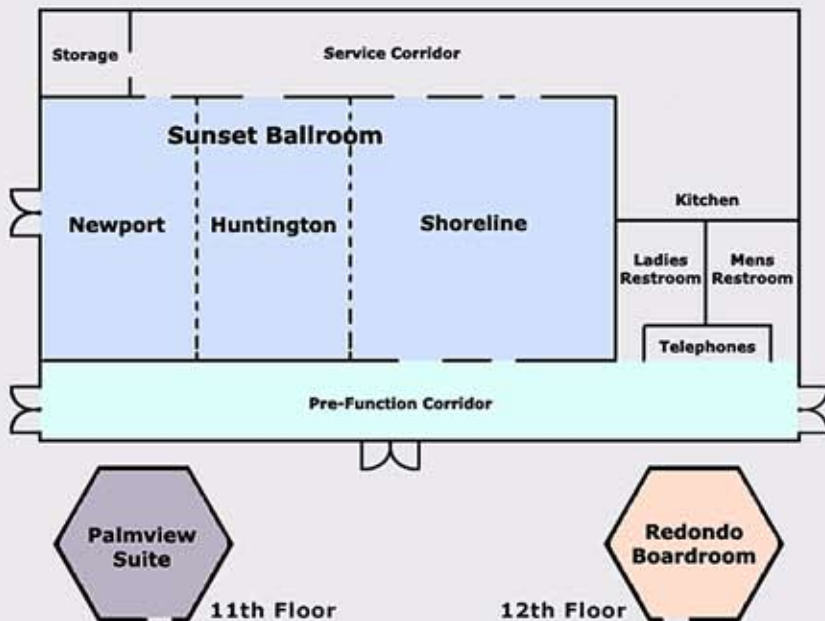 Storage
Service Corridor
Sunset Ballroom
Newport
Huntington
Shoreline
Kitchen
Ladies
Restroom
Mens
Restroom
Telephones
Pre-Function Corridor
Palmview
Suite
11th Floor
Redondo
Boardroom
12th Floor